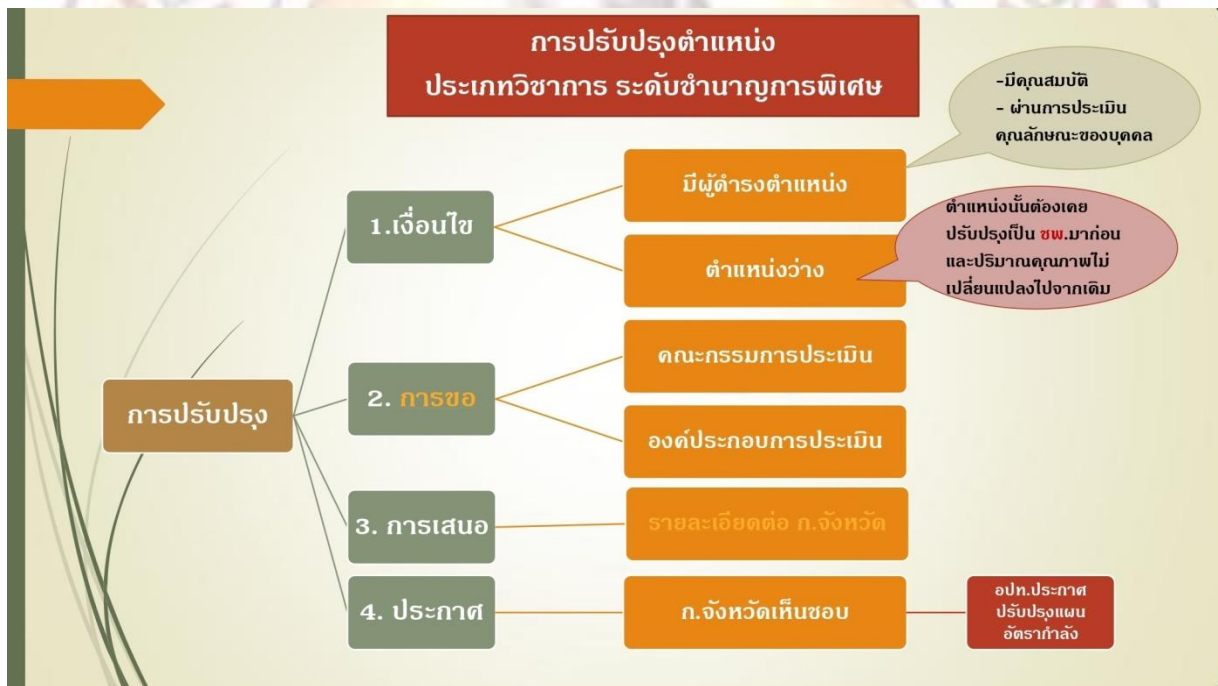 การปรับปรุงตำแหน่ง
ประเภทวิชาการ ระดับชำนาญการพิเศษ
-มีคุณสมบัติ
- ผ่านการประเมิน
คุณลักษณะของบุคคล
มีผู้ดำรงตำแหน่ง
1.เงื่อนไข
ตำแหน่งว่าง
ตำแหน่งนั้นต้องเคย
ปรับปรุงเป็น ชพ.มาก่อน
และปริมาณคุณภาพไม่
เปลี่ยนแปลงไปจากเดิม
การปรับปรุง
2. การขอ
คณะกรรมการประเมิน
องค์ประกอบการประเมิน
3. การเสนอ
รายละเอียดต่อ ก.จังหวัด
4. ประกาศ
ก.จังหวัดเห็นชอบ
อปท.ประกาศ
ปรับปรุงแผน
อัตรากำลัง